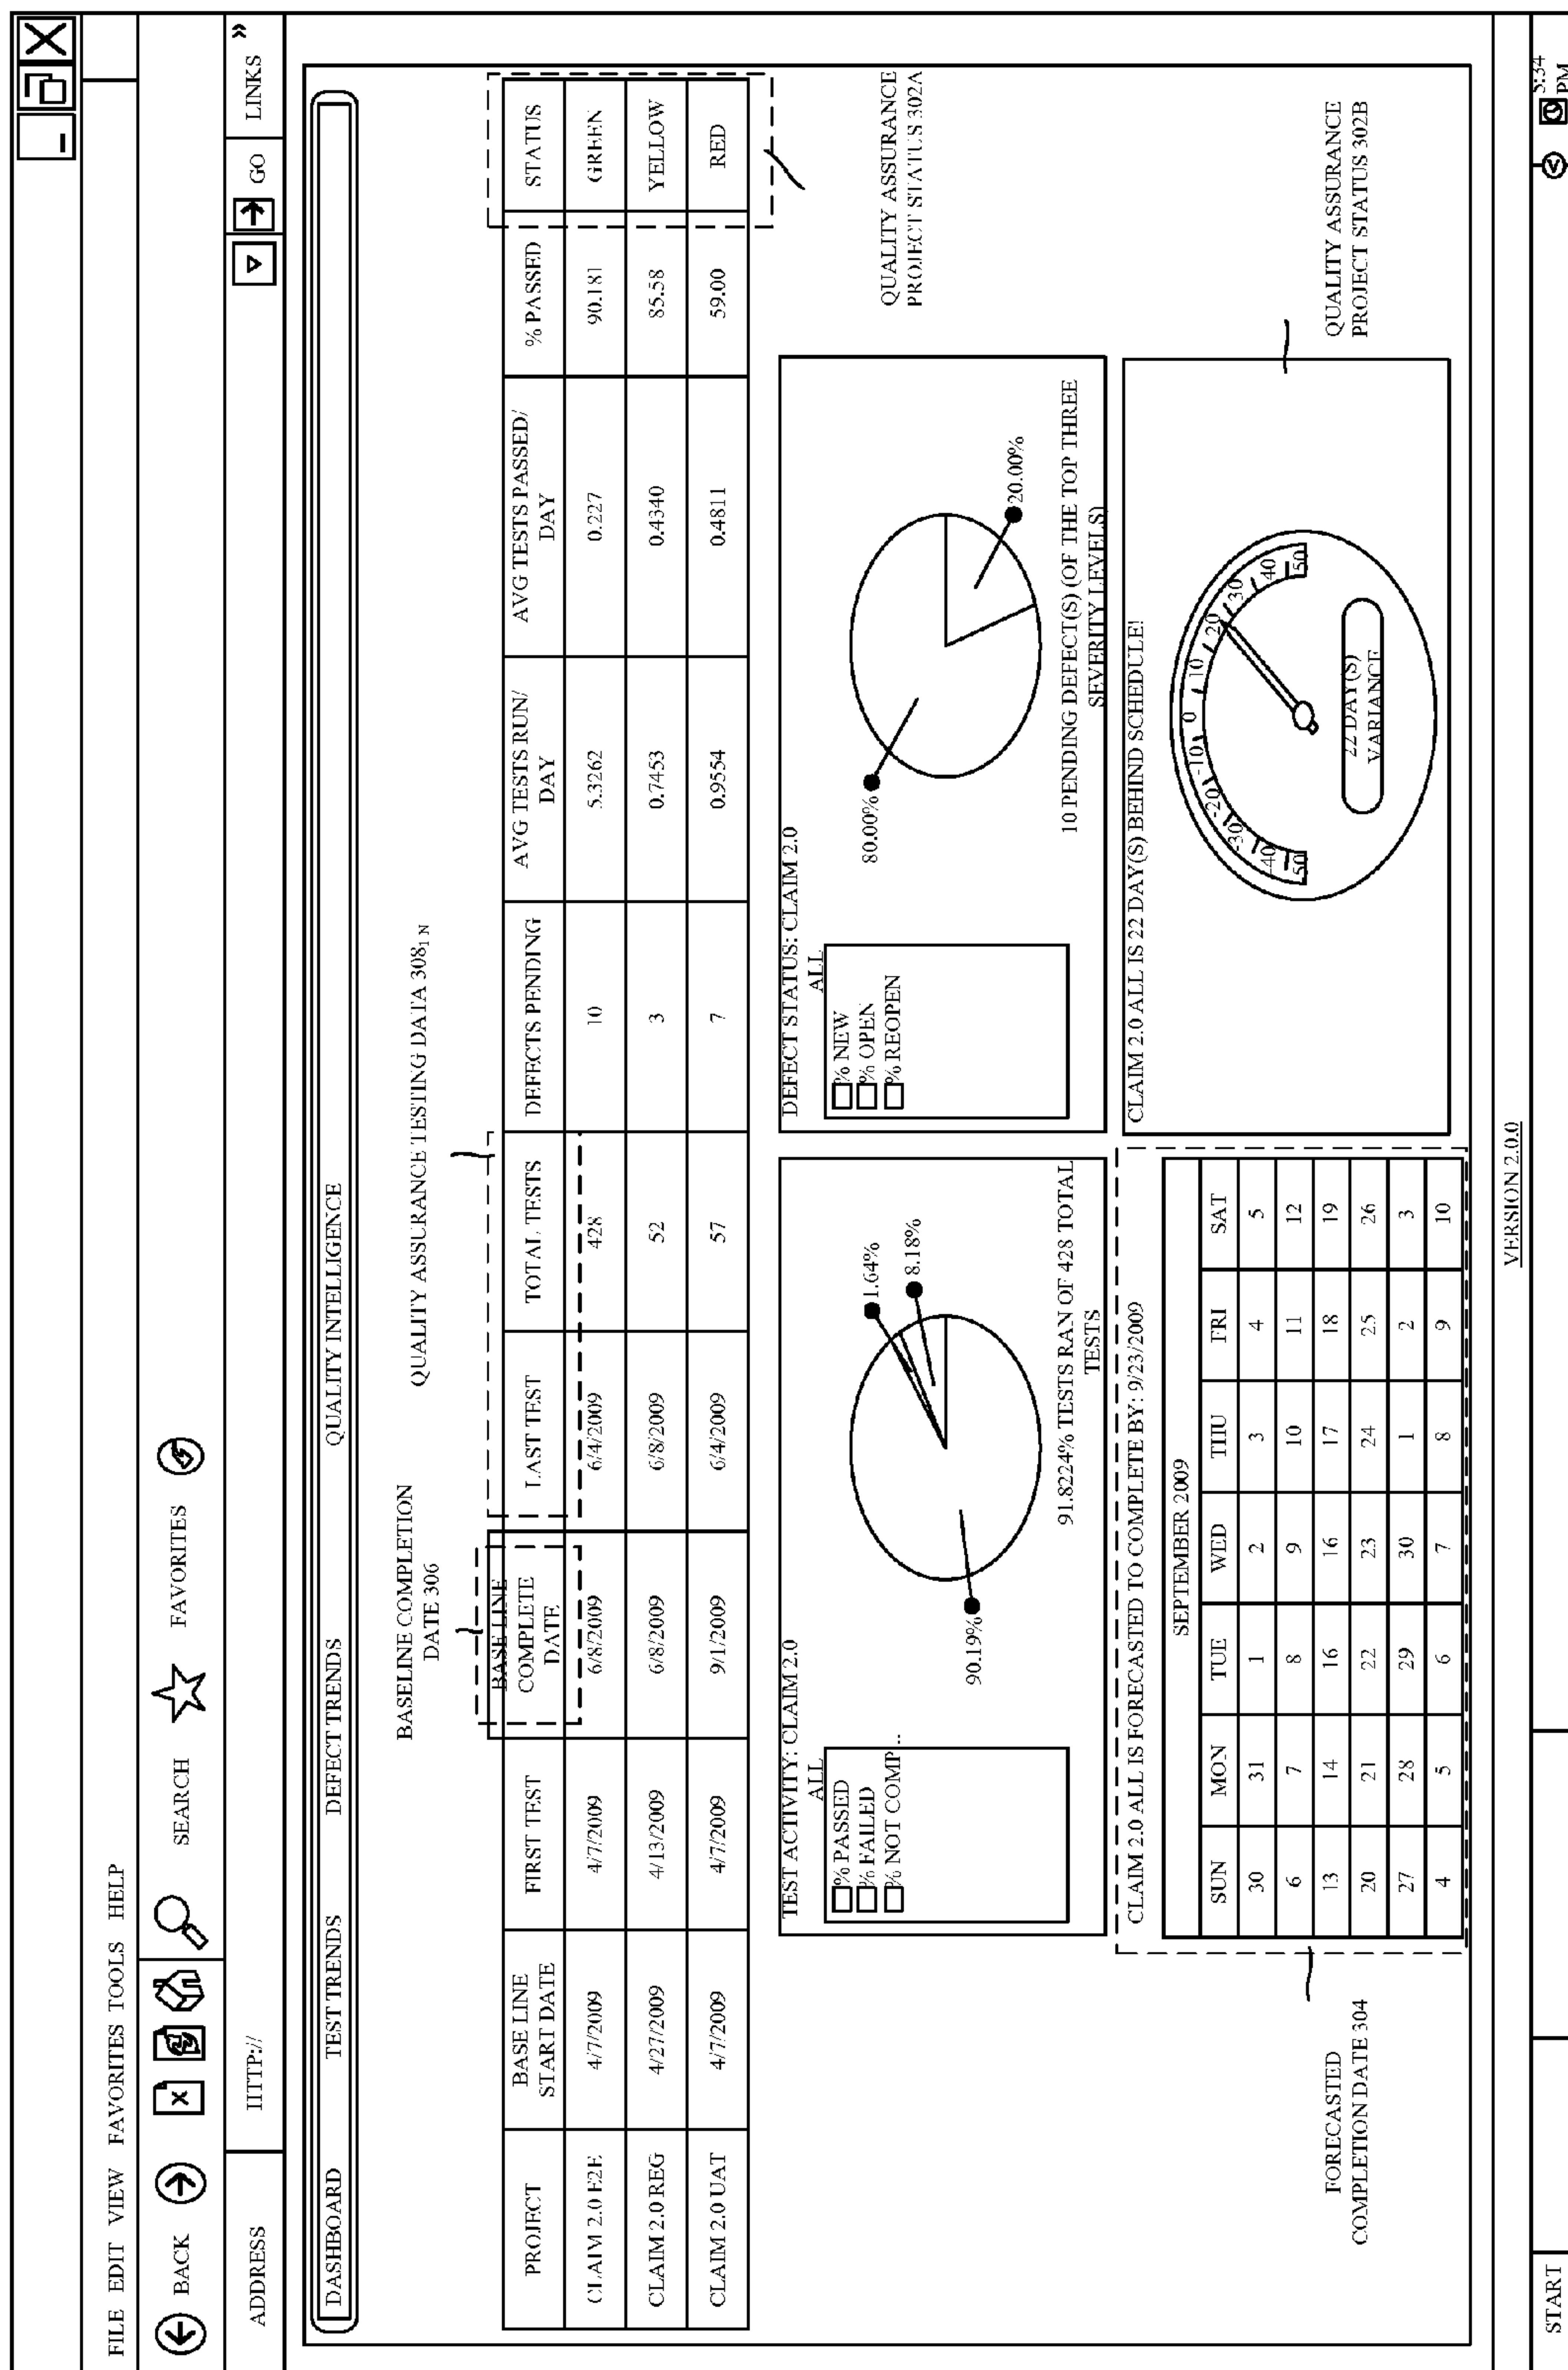 FILE EDIT VIEW FAVORITES TOOLS HELP
BACK SEARCH FAVORITES
ADDRESS HTTP:// GO LINKS »
DASHBOARD TEST TRENDS DEFECT TRENDS QUALITY INTELLIGENCE
BASELINE COMPLETION
DATE 306
QUALITY ASSURANCE TESTING DATA 308₁ N
PROJECT
BASE LINE
START DATE
FIRST TEST
BASE LINE
COMPLETE
DATE
LAST TEST
TOTAL TESTS
DEFECTS PENDING
AVG TESTS RUN/
DAY
AVG TESTS PASSED/
DAY
% PASSED
STATUS
CLAIM 2.0 E2E 4/7/2009 4/7/2009 6/8/2009 6/4/2009 428 10 5.3262 0.227 90.181 GREEN
CLAIM 2.0 REG 4/27/2009 4/13/2009 6/8/2009 6/8/2009 52 3 0.7453 0.4340 85.58 YELLOW
CLAIM 2.0 UAT 4/7/2009 4/7/2009 9/1/2009 6/4/2009 57 7 0.9554 0.4811 59.00 RED
QUALITY ASSURANCE
PROJECT STATUS 302A
TEST ACTIVITY: CLAIM 2.0
ALL
% PASSED
% FAILED
% NOT COMP...
90.19%
1.64%
8.18%
91.8224% TESTS RAN OF 428 TOTAL
TESTS
DEFECT STATUS: CLAIM 2.0
ALL
% NEW
% OPEN
% REOPEN
80.00%
20.00%
10 PENDING DEFECT(S) (OF THE TOP THREE
SEVERITY LEVELS)
CLAIM 2.0 ALL IS FORECASTED TO COMPLETE BY: 9/23/2009
SEPTEMBER 2009
SUN MON TUE WED THU FRI SAT
30 31 1 2 3 4 5
6 7 8 9 10 11 12
13 14 16 16 17 18 19
20 21 22 23 24 25 26
27 28 29 30 1 2 3
4 5 6 7 8 9 10
FORECASTED
COMPLETION DATE 304
CLAIM 2.0 ALL IS 22 DAY(S) BEHIND SCHEDULE!
-50 -40 -30 -20 -10 0 10 20 30 40 50
22 DAY(S)
VARIANCE
QUALITY ASSURANCE
PROJECT STATUS 302B
VERSION 2.0.0
START
5:34
PM